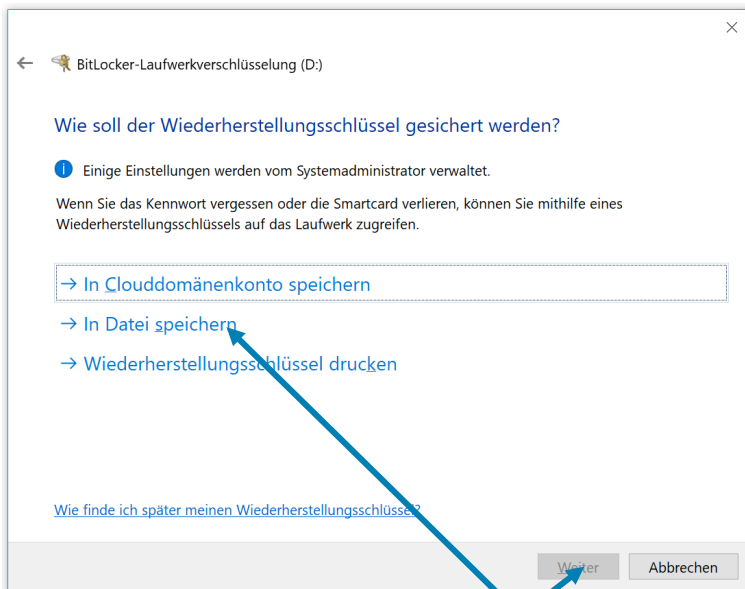 BitLocker-Laufwerkverschlüsselung (D:)
Wie soll der Wiederherstellungsschlüssel gesichert werden?
Einige Einstellungen werden vom Systemadministrator verwaltet.
Wenn Sie das Kennwort vergessen oder die Smartcard verlieren, können Sie mithilfe eines
Wiederherstellungsschlüssels auf das Laufwerk zugreifen.
→ In Clouddomänenkonto speichern
→ In Datei speichern
→ Wiederherstellungsschlüssel drucken
Wie finde ich später meinen Wiederherstellungsschlüssel?
Weiter Abbrechen